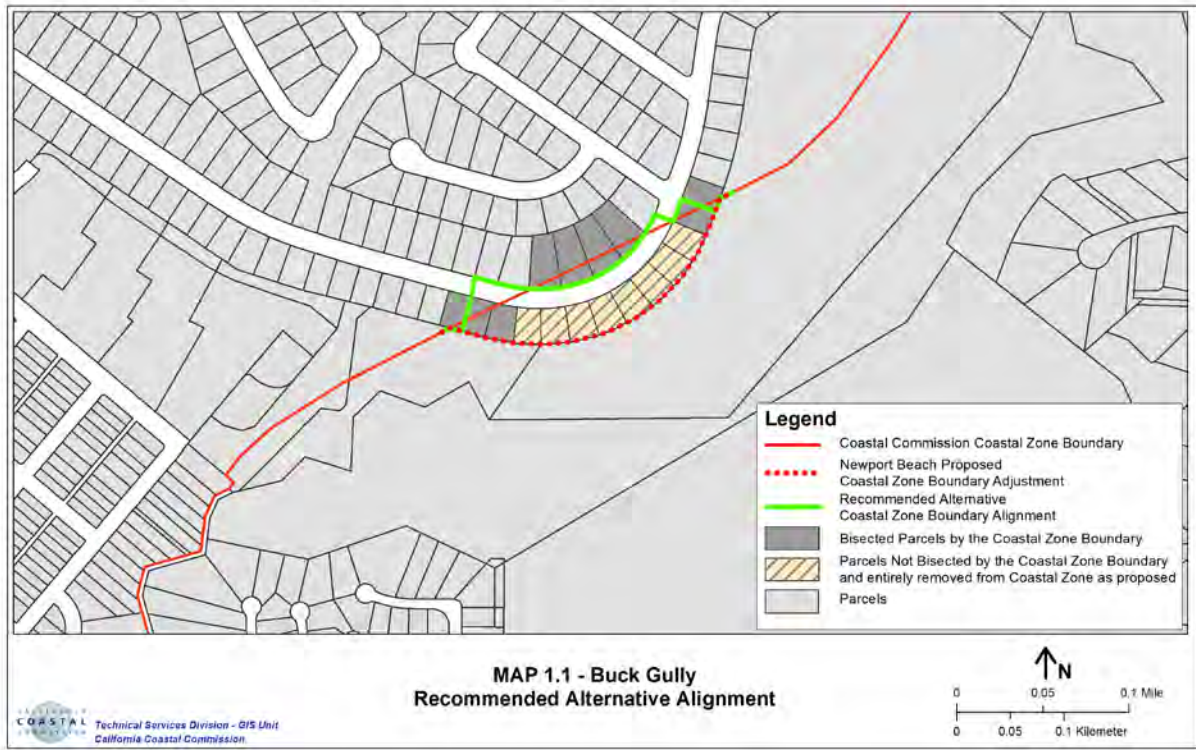 Legend
Coastal Commission Coastal Zone Boundary
Newport Beach Proposed
Coastal Zone Boundary Adjustment
Recommended Alternative
Coastal Zone Boundary Alignment
Bisected Parcels by the Coastal Zone Boundary
Parcels Not Bisected by the Coastal Zone Boundary
and entirely removed from Coastal Zone as proposed
Parcels
MAP 1.1 - Buck Gully
Recommended Alternative Alignment
N
0 0.05 0.1 Mile
0 0.05 0.1 Kilometer
CALIFORNIA
COASTAL
COMMISSION
Technical Services Division - GIS Unit
California Coastal Commission